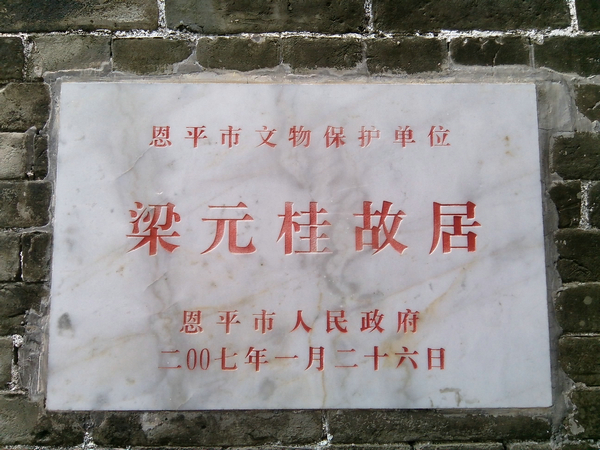 恩平市文物保护单位
梁元桂故居
恩平市人民政府
二00七年一月二十六日